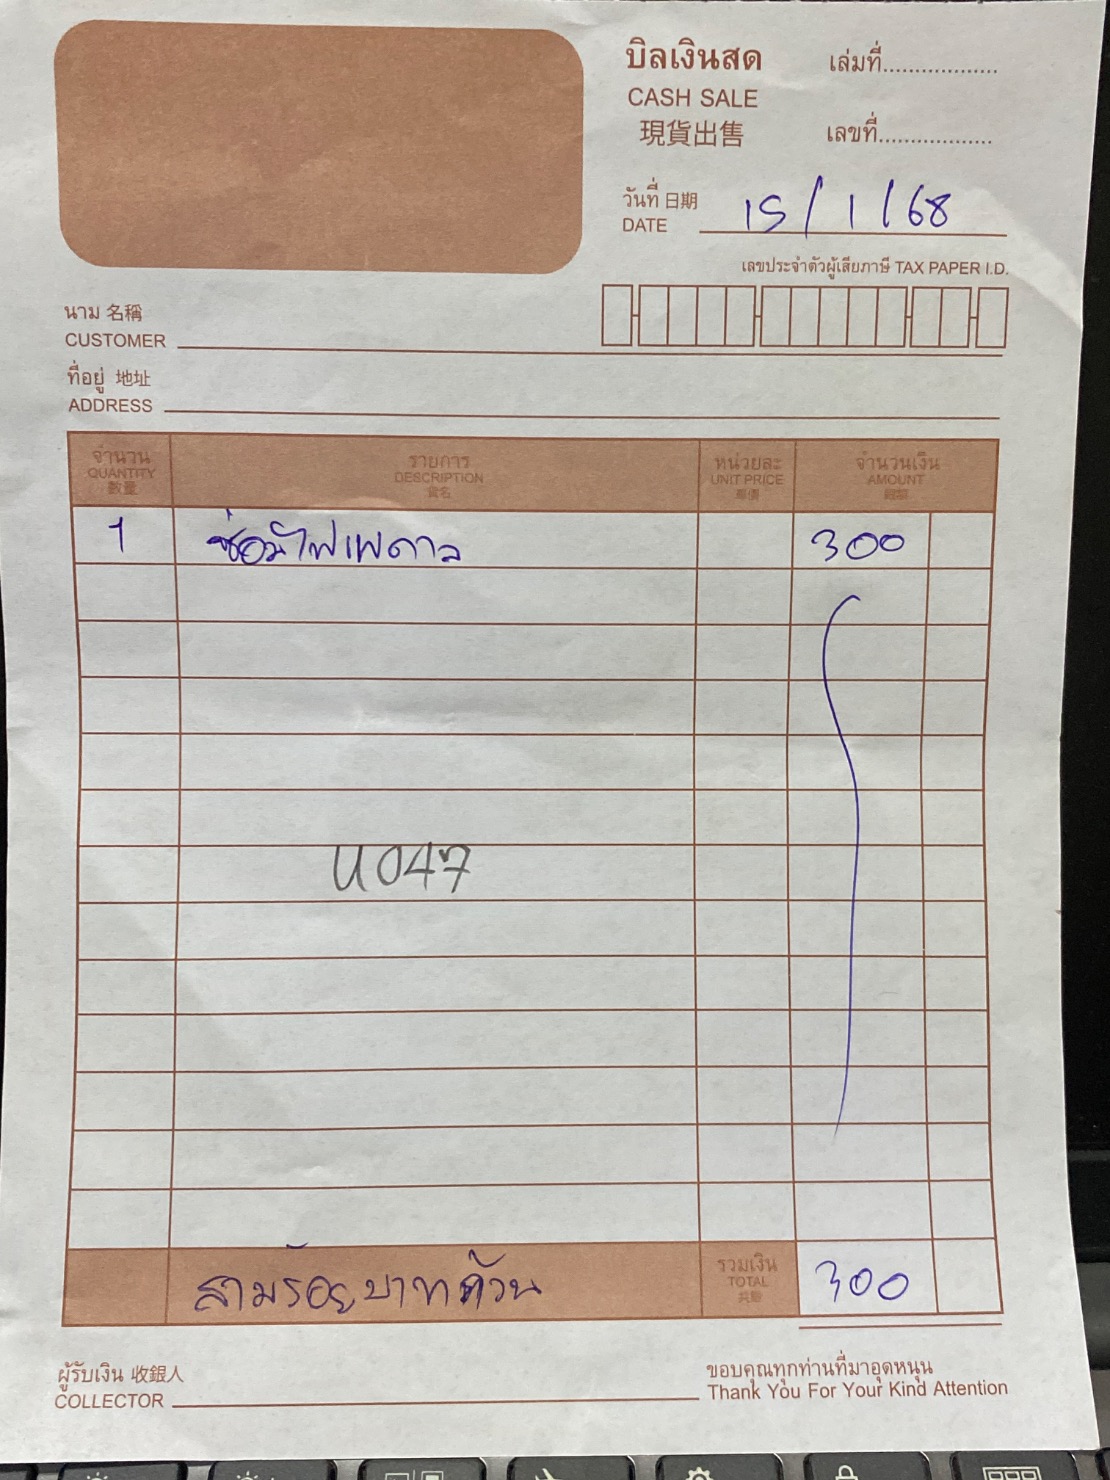 บิลเงินสด เล่มที่..................
CASH SALE
現貨出售 เลขที่..................
วันที่ 日期
DATE 15/1/68
เลขประจำตัวผู้เสียภาษี TAX PAPER I.D.
นาม 名稱
CUSTOMER
ที่อยู่ 地址
ADDRESS
จำนวน รายการ หน่วยละ จำนวนเงิน
QUANTITY DESCRIPTION UNIT PRICE AMOUNT
數量 貨名 單價
1 ซ่อมไฟเพดาล 300
U047
สามร้อยบาทถ้วน รวมเงิน 300
TOTAL
ผู้รับเงิน 收銀人 ขอบคุณทุกท่านที่มาอุดหนุน
COLLECTOR Thank You For Your Kind Attention